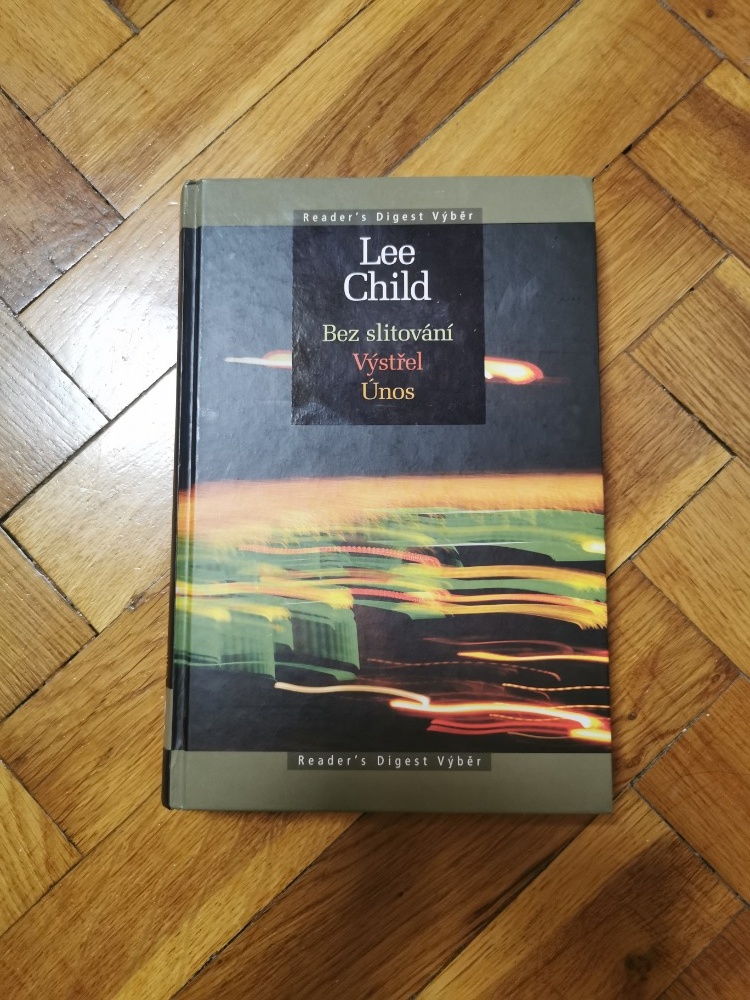 Reader's Digest Výběr
Lee
Child
Bez slitování
Výstřel
Únos
Reader's Digest Výběr